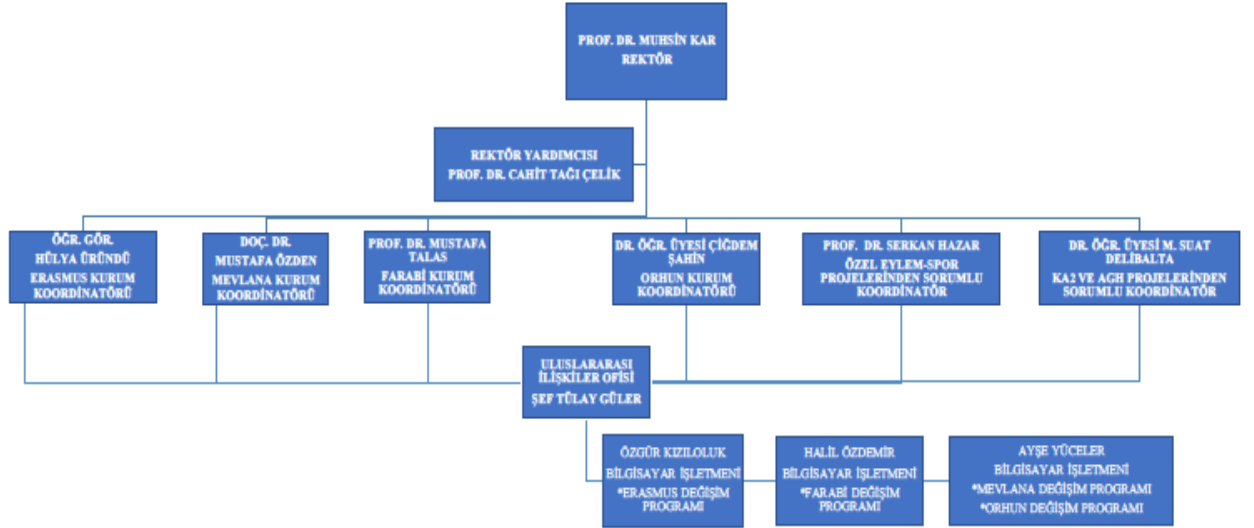 PROF. DR. MUHSİN KAR
REKTÖR
REKTÖR YARDIMCISI
PROF. DR. CAHİT TAĞI ÇELİK
ÖĞR. GÖR.
HÜLYA ÜRÜNDÜ
ERASMUS KURUM
KOORDİNATÖRÜ
DOÇ. DR.
MUSTAFA ÖZDEN
MEVLANA KURUM
KOORDİNATÖRÜ
PROF. DR. MUSTAFA
TALAS
FARABİ KURUM
KOORDİNATÖRÜ
DR. ÖĞR. ÜYESİ ÇİĞDEM
ŞAHİN
ORHUN KURUM
KOORDİNATÖRÜ
PROF. DR. SERKAN HAZAR
ÖZEL EYLEM-SPOR
PROJELERİNDEN SORUMLU
KOORDİNATÖR
DR. ÖĞR. ÜYESİ M. SUAT
DELİBALTA
KA2 VE AGH PROJELERİNDEN
SORUMLU KOORDİNATÖR
ULUSLARARASI
İLİŞKİLER OFİSİ
ŞEF TÜLAY GÜLER
ÖZGÜR KIZILOLUK
BİLGİSAYAR İŞLETMENİ
*ERASMUS DEĞİŞİM
PROGRAMI
HALİL ÖZDEMİR
BİLGİSAYAR İŞLETMENİ
*FARABİ DEĞİŞİM
PROGRAMI
AYŞE YÜCELER
BİLGİSAYAR İŞLETMENİ
*MEVLANA DEĞİŞİM PROGRAMI
*ORHUN DEĞİŞİM PROGRAMI